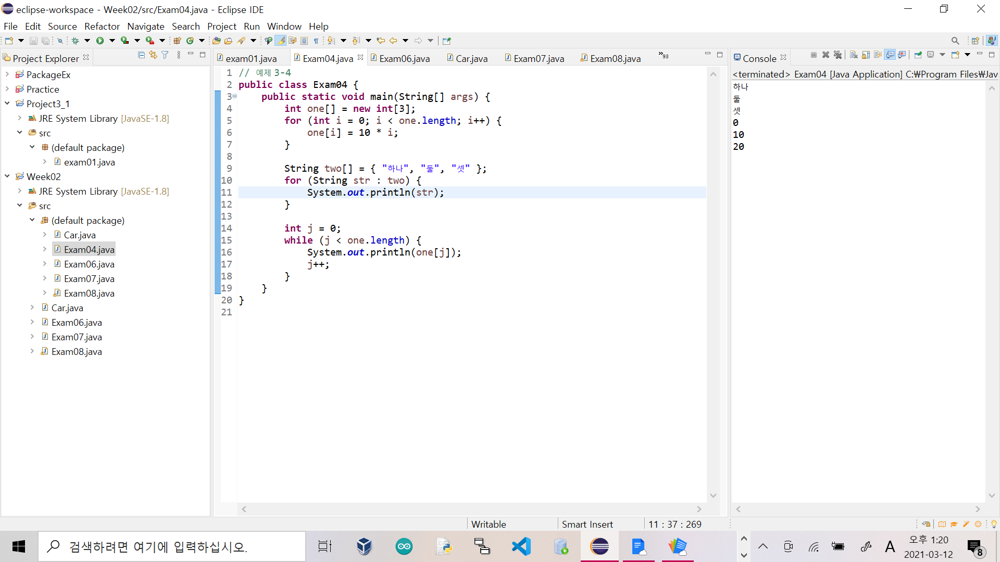 eclipse-workspace - Week02/src/Exam04.java - Eclipse IDE
File Edit Source Refactor Navigate Search Project Run Window Help
Project Explorer
PackageEx
Practice
Project3_1
JRE System Library [JavaSE-1.8]
src
(default package)
exam01.java
Week02
JRE System Library [JavaSE-1.8]
src
(default package)
Car.java
Exam04.java
Exam06.java
Exam07.java
Exam08.java
Car.java
Exam06.java
Exam07.java
Exam08.java
exam01.java Exam04.java Exam06.java Car.java Exam07.java Exam08.java »93
1 // 예제 3-4
2 public class Exam04 {
3 public static void main(String[] args) {
4 int one[] = new int[3];
5 for (int i = 0; i < one.length; i++) {
6 one[i] = 10 * i;
7 }
8
9 String two[] = { "하나", "둘", "셋" };
10 for (String str : two) {
11 System.out.println(str);
12 }
13
14 int j = 0;
15 while (j < one.length) {
16 System.out.println(one[j]);
17 j++;
18 }
19 }
20 }
21
Console
<terminated> Exam04 [Java Application] C:₩Program Files₩Jav
하나
둘
셋
0
10
20
Writable Smart Insert 11 : 37 : 269
검색하려면 여기에 입력하십시오.
A
오후 1:20
2021-03-12
8